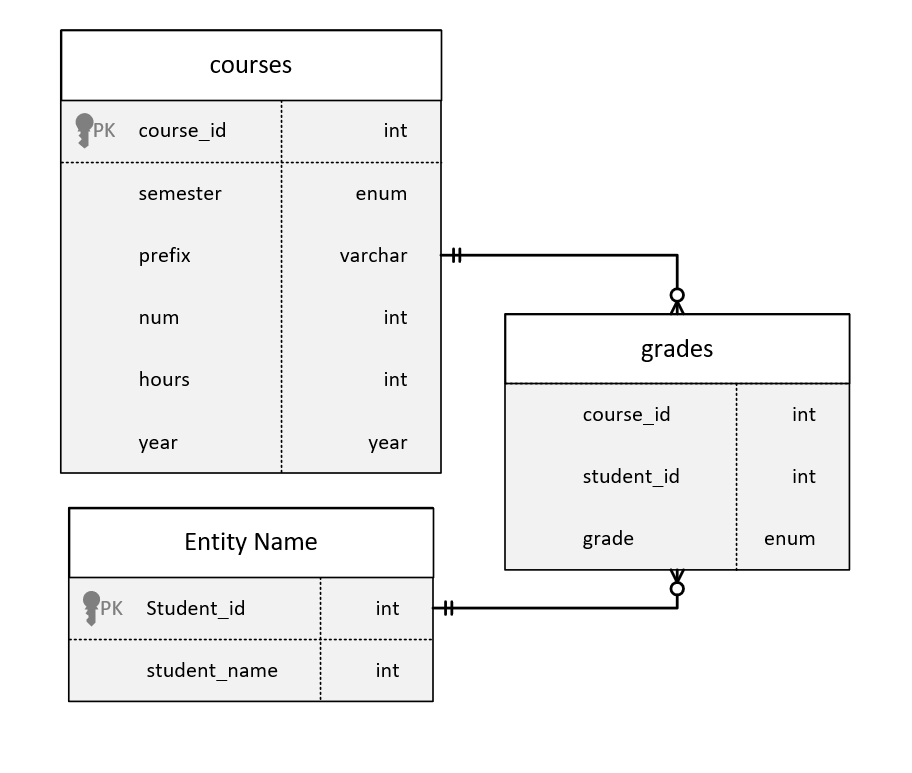 courses
PK course_id int
semester enum
prefix varchar
num int
hours int
year year
grades
course_id int
student_id int
grade enum
Entity Name
PK Student_id int
student_name int